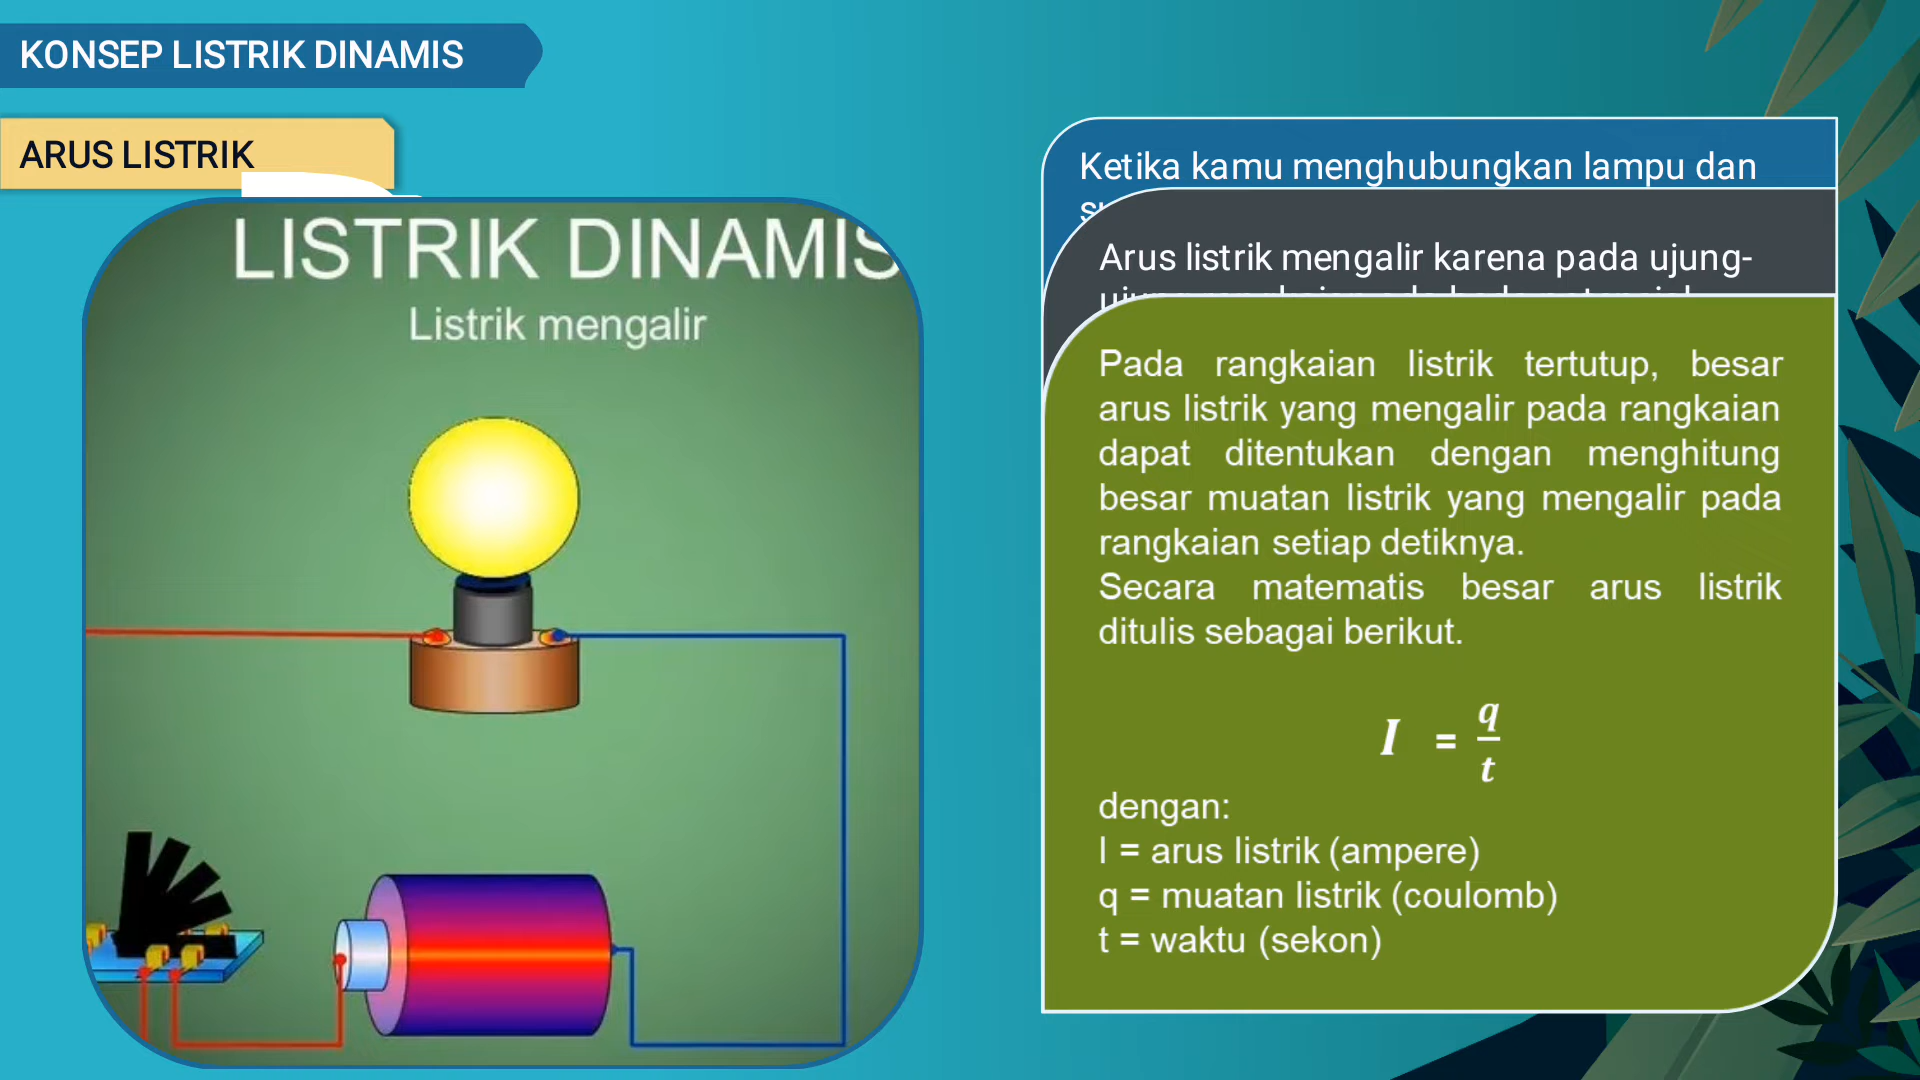 KONSEP LISTRIK DINAMIS
ARUS LISTRIK
LISTRIK DINAMIS
Listrik mengalir
Ketika kamu menghubungkan lampu dan
Arus listrik mengalir karena pada ujung-
Pada rangkaian listrik tertutup, besar
arus listrik yang mengalir pada rangkaian
dapat ditentukan dengan menghitung
besar muatan listrik yang mengalir pada
rangkaian setiap detiknya.
Secara matematis besar arus listrik
ditulis sebagai berikut.
I = q/t
dengan:
I = arus listrik (ampere)
q = muatan listrik (coulomb)
t = waktu (sekon)